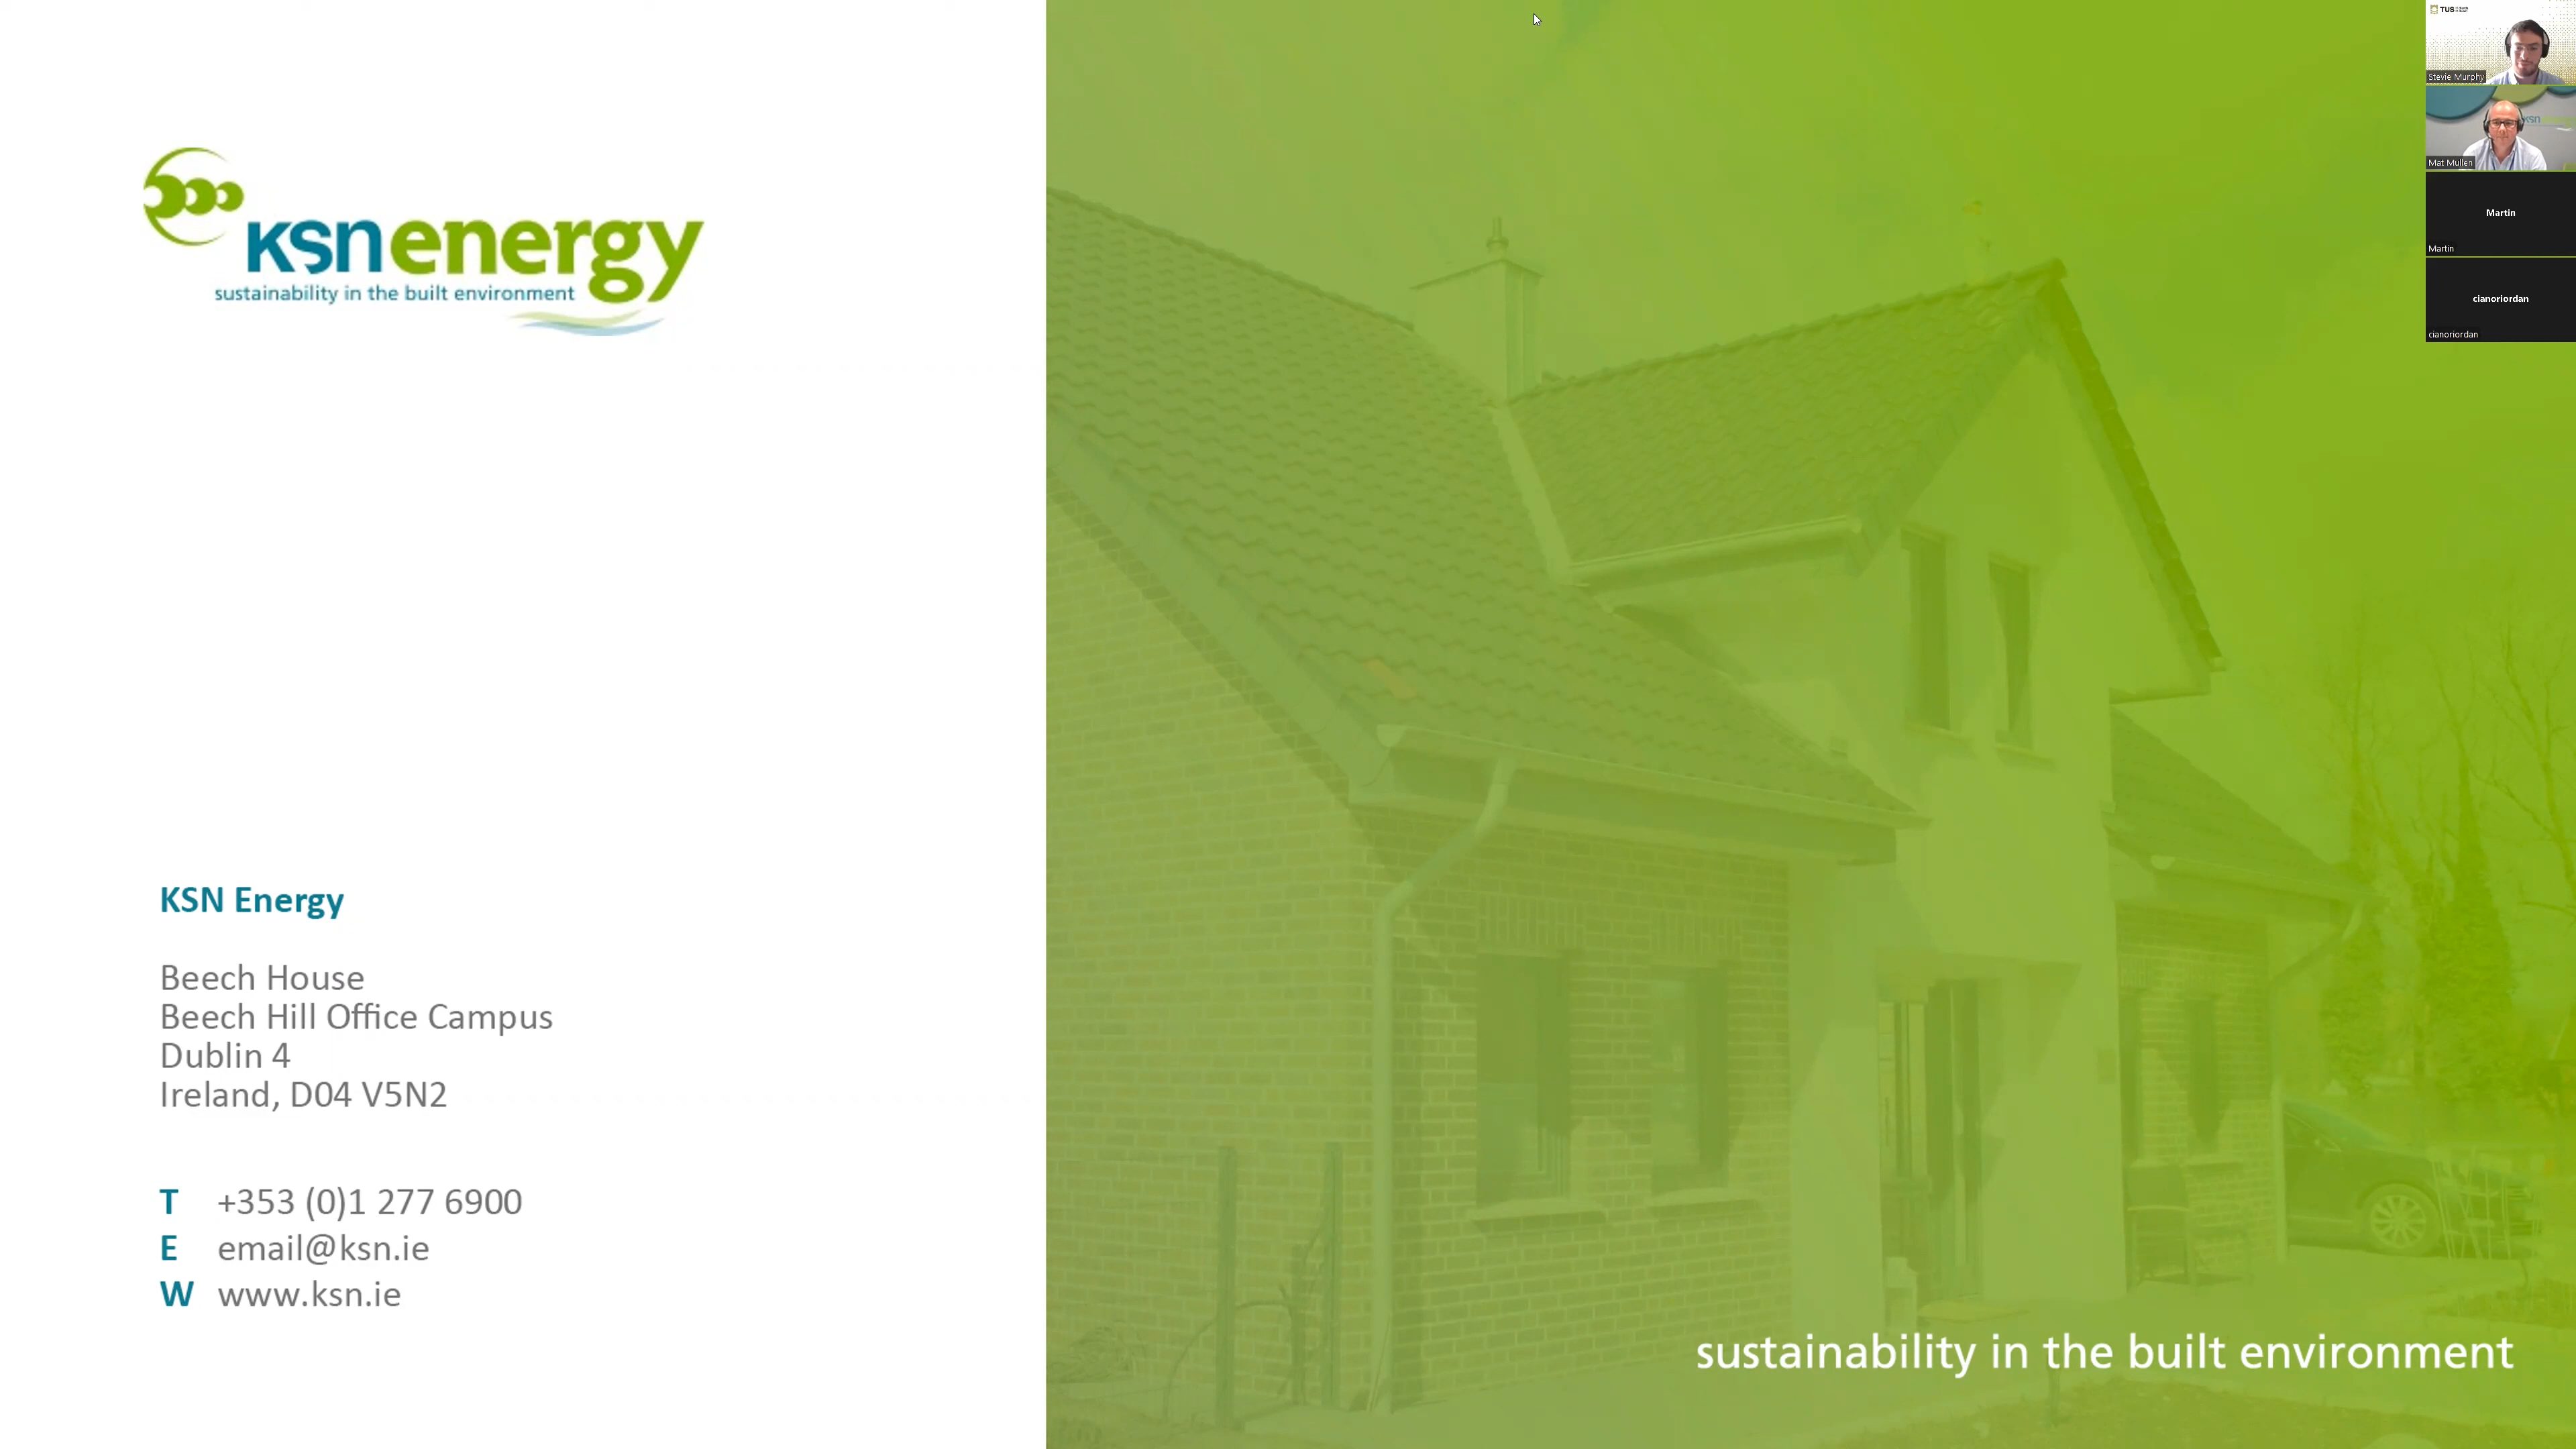 ksnenergy
sustainability in the built environment
KSN Energy
Beech House
Beech Hill Office Campus
Dublin 4
Ireland, D04 V5N2
T +353 (0)1 277 6900
E email@ksn.ie
W www.ksn.ie
sustainability in the built environment
TUS
Stevie Murphy
ksn
Mat Mullen
Martin
Martin
cianoriordan
cianoriordan